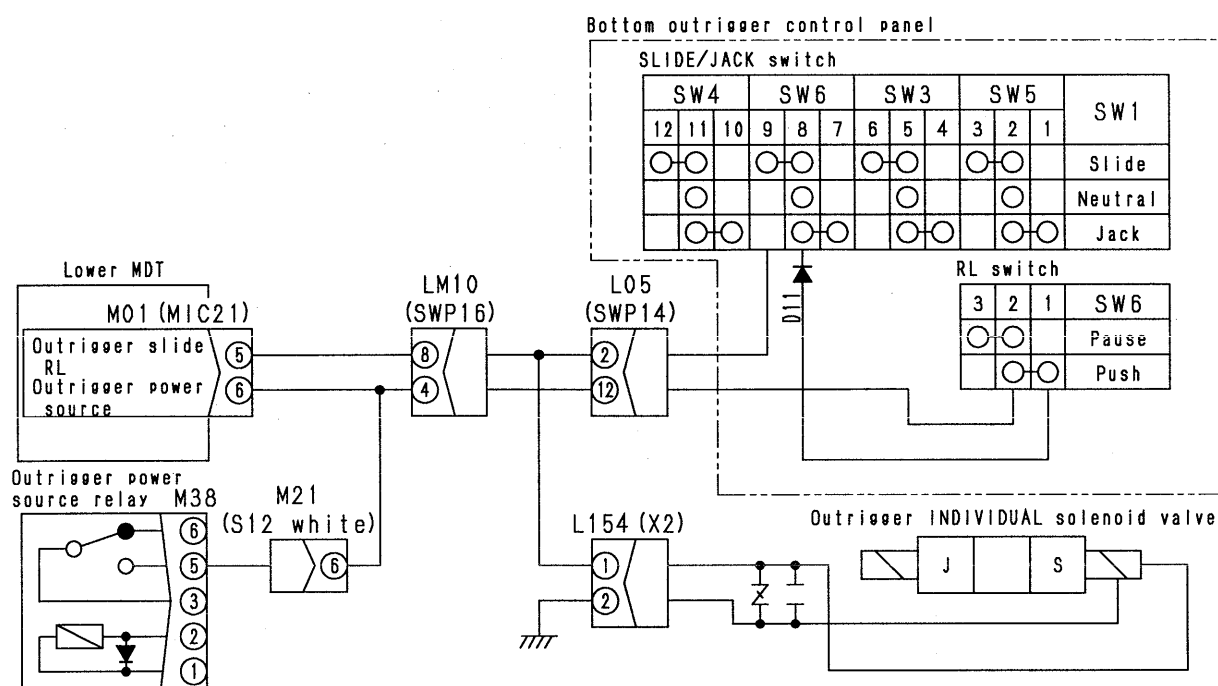 Bottom outrigger control panel
SLIDE/JACK switch
SW4 SW6 SW3 SW5 SW1
12 11 10 9 8 7 6 5 4 3 2 1
Slide
Neutral
Jack
Lower MDT
M01 (MIC21)
LM10
(SWP16)
L05
(SWP14)
D11
RL switch
3 2 1 SW6
Pause
Push
Outrigger slide
RL
Outrigger power
source
5
6
8
4
2
12
Outrigger power
source relay
M38
M21
(S12 white)
6
5
3
2
1
6
L154 (X2)
1
2
Outrigger INDIVIDUAL solenoid valve
J S